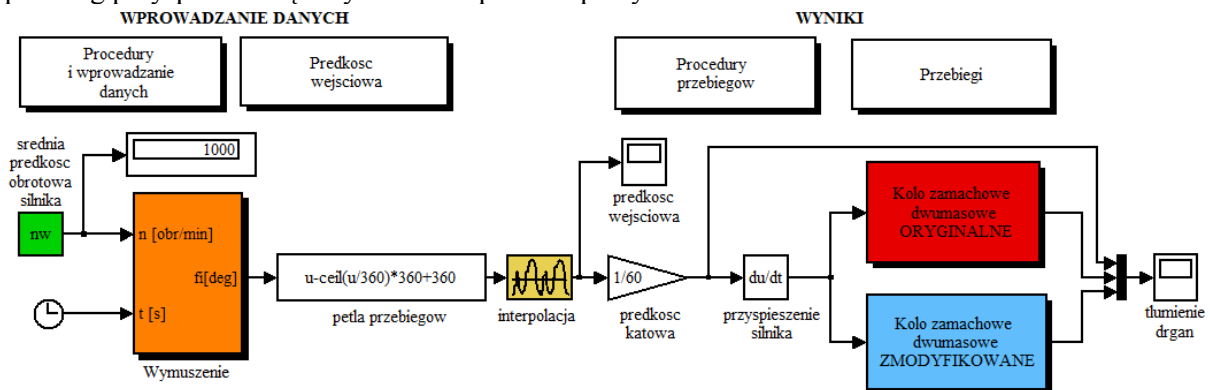 WPROWADZANIE DANYCH
WYNIKI
Procedury
i wprowadzanie
danych
Predkosc
wejsciowa
Procedury
przebiegow
Przebiegi
srednia
predkosc
obrotowa
silnika
1000
nw
n [obr/min]
fi[deg]
t [s]
Wymuszenie
u-ceil(u/360)*360+360
petla przebiegow
interpolacja
predkosc
wejsciowa
1/60
predkosc
katowa
du/dt
przyspieszenie
silnika
Kolo zamachowe
dwumasowe
ORYGINALNE
Kolo zamachowe
dwumasowe
ZMODYFIKOWANE
tlumienie
drgan